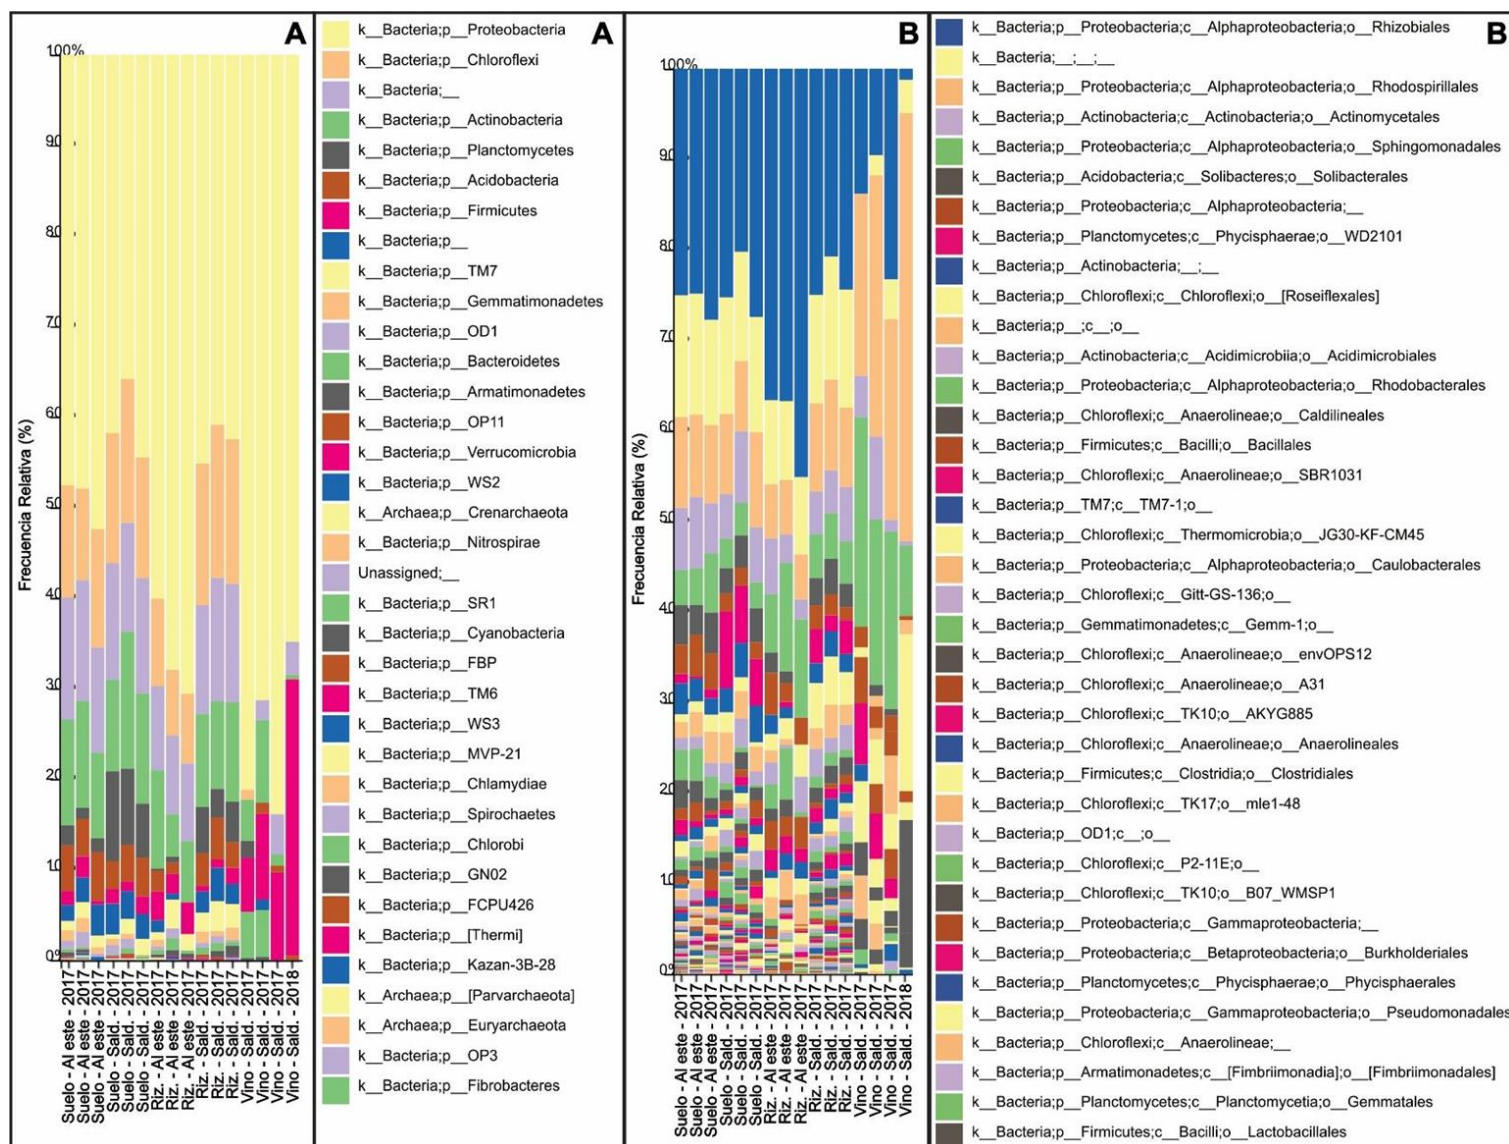 A
100%
90%
80%
70%
60%
50%
40%
30%
20%
10%
0%
Frecuencia Relativa (%)
Suelo - Al este - 2017
Suelo - Al este - 2017
Suelo - Al este - 2017
Suelo - Sald. - 2017
Suelo - Sald. - 2017
Suelo - Sald. - 2017
Riz. - Al este - 2017
Riz. - Al este - 2017
Riz. - Al este - 2017
Riz. - Sald. - 2017
Riz. - Sald. - 2017
Riz. - Sald. - 2017
Vino - Sald. - 2017
Vino - Sald. - 2017
Vino - Sald. - 2017
Vino - Sald. - 2018
A
k__Bacteria;p__Proteobacteria
k__Bacteria;p__Chloroflexi
k__Bacteria;__
k__Bacteria;p__Actinobacteria
k__Bacteria;p__Planctomycetes
k__Bacteria;p__Acidobacteria
k__Bacteria;p__Firmicutes
k__Bacteria;p__
k__Bacteria;p__TM7
k__Bacteria;p__Gemmatimonadetes
k__Bacteria;p__OD1
k__Bacteria;p__Bacteroidetes
k__Bacteria;p__Armatimonadetes
k__Bacteria;p__OP11
k__Bacteria;p__Verrucomicrobia
k__Bacteria;p__WS2
k__Archaea;p__Crenarchaeota
k__Bacteria;p__Nitrospirae
Unassigned;__
k__Bacteria;p__SR1
k__Bacteria;p__Cyanobacteria
k__Bacteria;p__FBP
k__Bacteria;p__TM6
k__Bacteria;p__WS3
k__Bacteria;p__MVP-21
k__Bacteria;p__Chlamydiae
k__Bacteria;p__Spirochaetes
k__Bacteria;p__Chlorobi
k__Bacteria;p__GN02
k__Bacteria;p__FCPU426
k__Bacteria;p__[Thermi]
k__Bacteria;p__Kazan-3B-28
k__Archaea;p__[Parvarchaeota]
k__Archaea;p__Euryarchaeota
k__Bacteria;p__OP3
k__Bacteria;p__Fibrobacteres
B
100%
90%
80%
70%
60%
50%
40%
30%
20%
10%
0%
Frecuencia Relativa (%)
Suelo - Al este - 2017
Suelo - Al este - 2017
Suelo - Al este - 2017
Suelo - Sald. - 2017
Suelo - Sald. - 2017
Suelo - Sald. - 2017
Riz. - Al este - 2017
Riz. - Al este - 2017
Riz. - Al este - 2017
Riz. - Sald. - 2017
Riz. - Sald. - 2017
Riz. - Sald. - 2017
Vino - Sald. - 2017
Vino - Sald. - 2017
Vino - Sald. - 2017
Vino - Sald. - 2018
B
k__Bacteria;p__Proteobacteria;c__Alphaproteobacteria;o__Rhizobiales
k__Bacteria;__;__;__
k__Bacteria;p__Proteobacteria;c__Alphaproteobacteria;o__Rhodospirillales
k__Bacteria;p__Actinobacteria;c__Actinobacteria;o__Actinomycetales
k__Bacteria;p__Proteobacteria;c__Alphaproteobacteria;o__Sphingomonadales
k__Bacteria;p__Acidobacteria;c__Solibacteres;o__Solibacterales
k__Bacteria;p__Proteobacteria;c__Alphaproteobacteria;__
k__Bacteria;p__Planctomycetes;c__Phycisphaerae;o__WD2101
k__Bacteria;p__Actinobacteria;__;__
k__Bacteria;p__Chloroflexi;c__Chloroflexi;o__[Roseiflexales]
k__Bacteria;p__;c__;o__
k__Bacteria;p__Actinobacteria;c__Acidimicrobiia;o__Acidimicrobiales
k__Bacteria;p__Proteobacteria;c__Alphaproteobacteria;o__Rhodobacterales
k__Bacteria;p__Chloroflexi;c__Anaerolineae;o__Caldilineales
k__Bacteria;p__Firmicutes;c__Bacilli;o__Bacillales
k__Bacteria;p__Chloroflexi;c__Anaerolineae;o__SBR1031
k__Bacteria;p__TM7;c__TM7-1;o__
k__Bacteria;p__Chloroflexi;c__Thermomicrobia;o__JG30-KF-CM45
k__Bacteria;p__Proteobacteria;c__Alphaproteobacteria;o__Caulobacterales
k__Bacteria;p__Chloroflexi;c__Gitt-GS-136;o__
k__Bacteria;p__Gemmatimonadetes;c__Gemm-1;o__
k__Bacteria;p__Chloroflexi;c__Anaerolineae;o__envOPS12
k__Bacteria;p__Chloroflexi;c__Anaerolineae;o__A31
k__Bacteria;p__Chloroflexi;c__TK10;o__AKYG885
k__Bacteria;p__Chloroflexi;c__Anaerolineae;o__Anaerolineales
k__Bacteria;p__Firmicutes;c__Clostridia;o__Clostridiales
k__Bacteria;p__Chloroflexi;c__TK17;o__mle1-48
k__Bacteria;p__OD1;c__;o__
k__Bacteria;p__Chloroflexi;c__P2-11E;o__
k__Bacteria;p__Chloroflexi;c__TK10;o__B07_WMSP1
k__Bacteria;p__Proteobacteria;c__Gammaproteobacteria;__
k__Bacteria;p__Proteobacteria;c__Betaproteobacteria;o__Burkholderiales
k__Bacteria;p__Planctomycetes;c__Phycisphaerae;o__Phycisphaerales
k__Bacteria;p__Proteobacteria;c__Gammaproteobacteria;o__Pseudomonadales
k__Bacteria;p__Chloroflexi;c__Anaerolineae;__
k__Bacteria;p__Armatimonadetes;c__[Fimbriimonadia];o__[Fimbriimonadales]
k__Bacteria;p__Planctomycetes;c__Planctomycetia;o__Gemmatales
k__Bacteria;p__Firmicutes;c__Bacilli;o__Lactobacillales